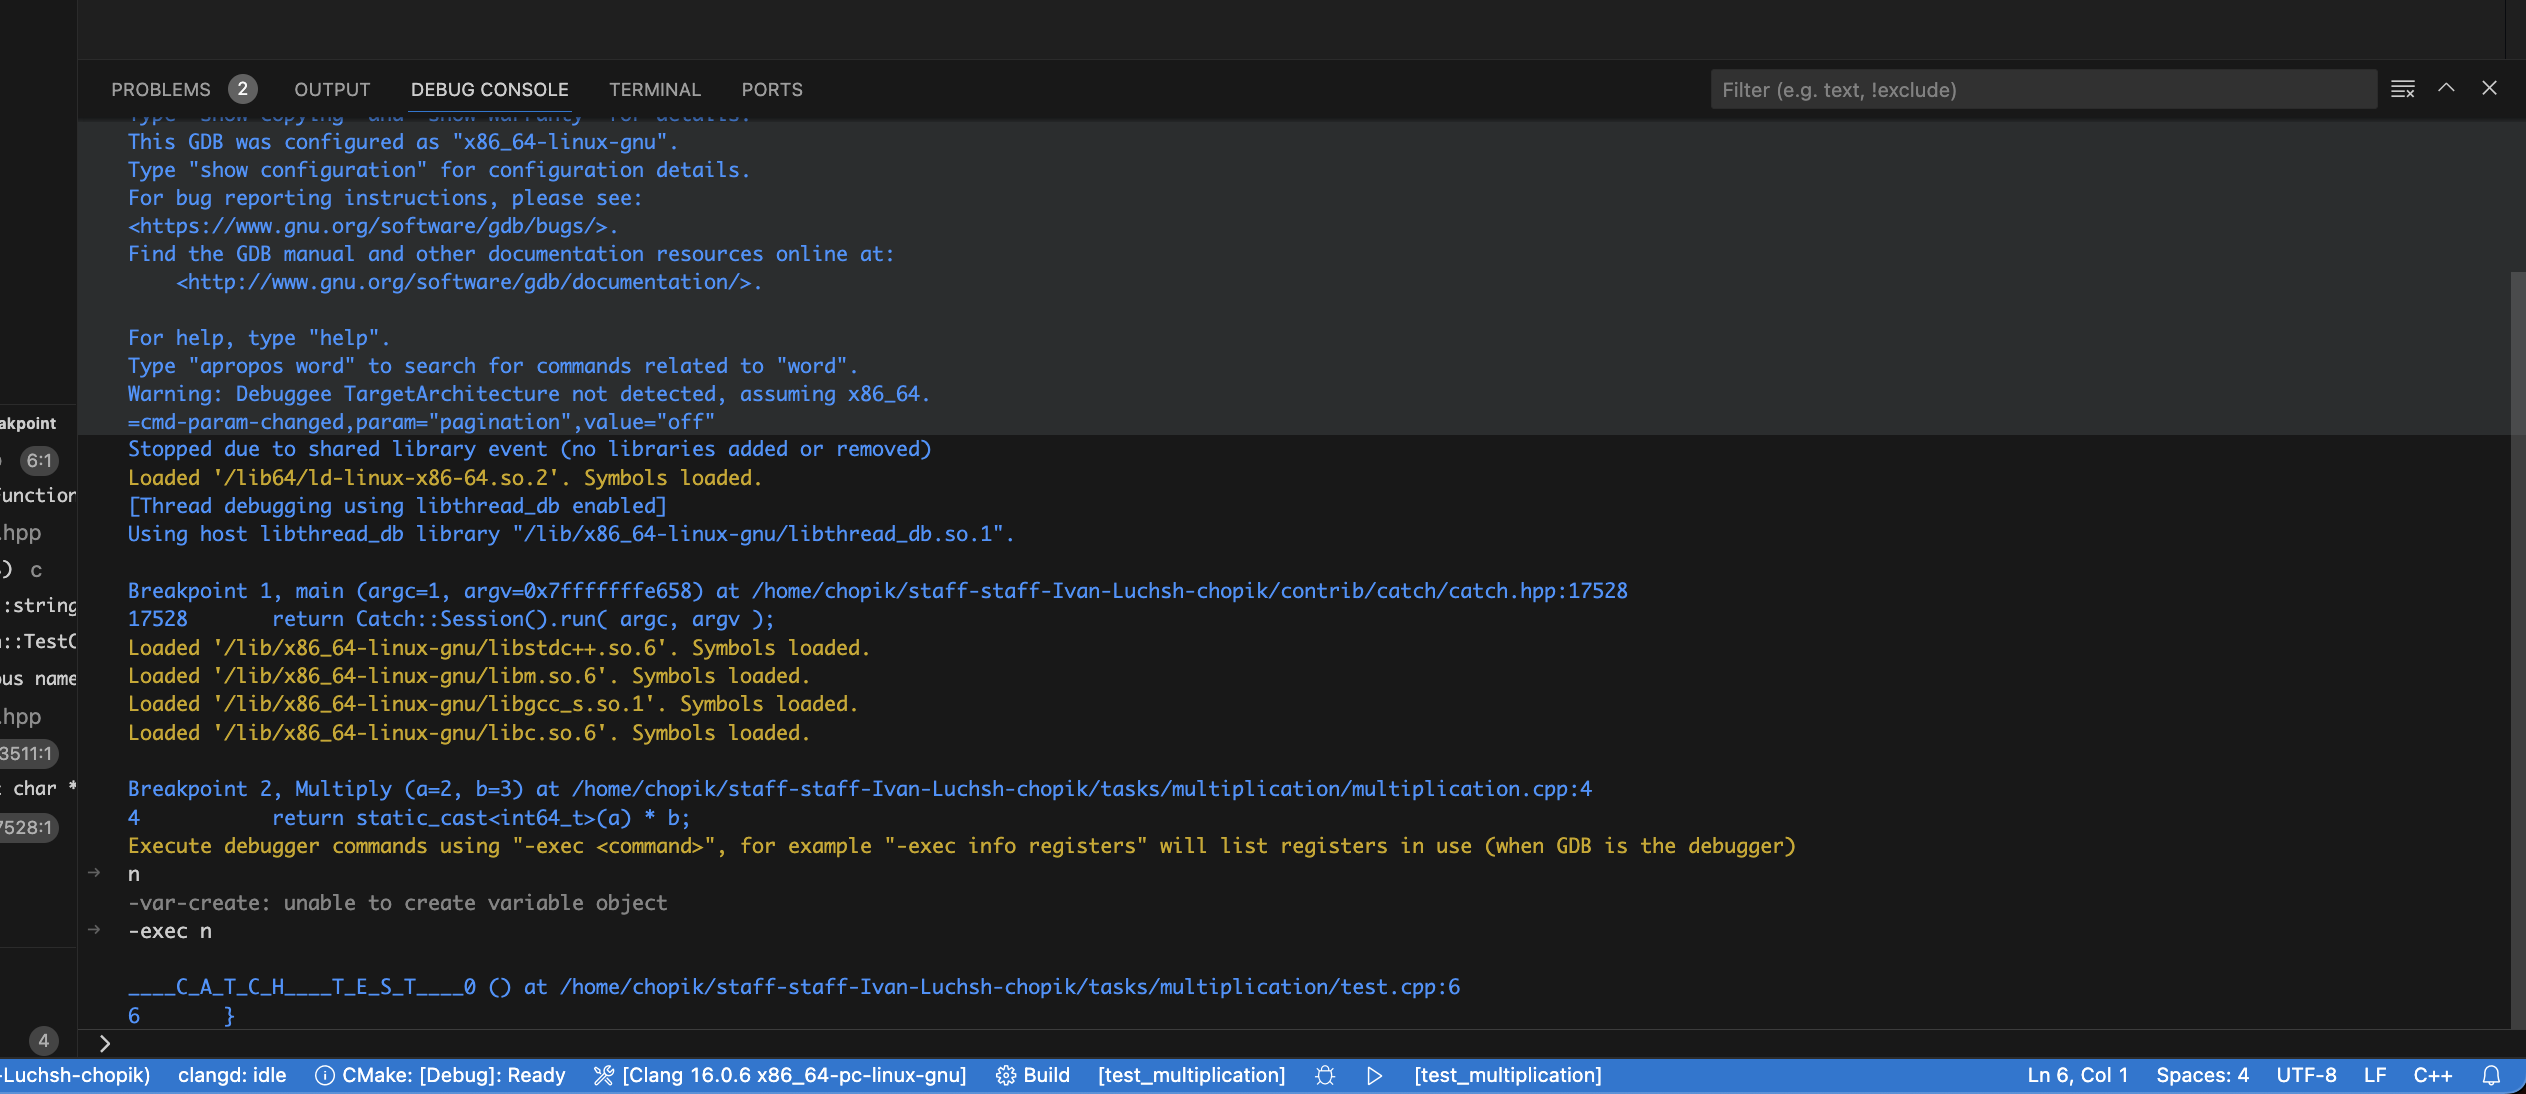 PROBLEMS 2 OUTPUT DEBUG CONSOLE TERMINAL PORTS Filter (e.g. text, !exclude)
Type "show copying" and "show warranty" for details.
This GDB was configured as "x86_64-linux-gnu".
Type "show configuration" for configuration details.
For bug reporting instructions, please see:
<https://www.gnu.org/software/gdb/bugs/>.
Find the GDB manual and other documentation resources online at:
<http://www.gnu.org/software/gdb/documentation/>.
For help, type "help".
Type "apropos word" to search for commands related to "word".
Warning: Debuggee TargetArchitecture not detected, assuming x86_64.
=cmd-param-changed,param="pagination",value="off"
Stopped due to shared library event (no libraries added or removed)
Loaded '/lib64/ld-linux-x86-64.so.2'. Symbols loaded.
[Thread debugging using libthread_db enabled]
Using host libthread_db library "/lib/x86_64-linux-gnu/libthread_db.so.1".
Breakpoint 1, main (argc=1, argv=0x7fffffffe658) at /home/chopik/staff-staff-Ivan-Luchsh-chopik/contrib/catch/catch.hpp:17528
17528 return Catch::Session().run( argc, argv );
Loaded '/lib/x86_64-linux-gnu/libstdc++.so.6'. Symbols loaded.
Loaded '/lib/x86_64-linux-gnu/libm.so.6'. Symbols loaded.
Loaded '/lib/x86_64-linux-gnu/libgcc_s.so.1'. Symbols loaded.
Loaded '/lib/x86_64-linux-gnu/libc.so.6'. Symbols loaded.
Breakpoint 2, Multiply (a=2, b=3) at /home/chopik/staff-staff-Ivan-Luchsh-chopik/tasks/multiplication/multiplication.cpp:4
4 return static_cast<int64_t>(a) * b;
Execute debugger commands using "-exec <command>", for example "-exec info registers" will list registers in use (when GDB is the debugger)
→ n
-var-create: unable to create variable object
→ -exec n
____C_A_T_C_H____T_E_S_T____0 () at /home/chopik/staff-staff-Ivan-Luchsh-chopik/tasks/multiplication/test.cpp:6
6 }
>
akpoint
6:1
unction
.hpp
) c
::string
::TestC
us name
.hpp
3511:1
char *
7528:1
4
-Luchsh-chopik) clangd: idle CMake: [Debug]: Ready [Clang 16.0.6 x86_64-pc-linux-gnu] Build [test_multiplication] [test_multiplication] Ln 6, Col 1 Spaces: 4 UTF-8 LF C++